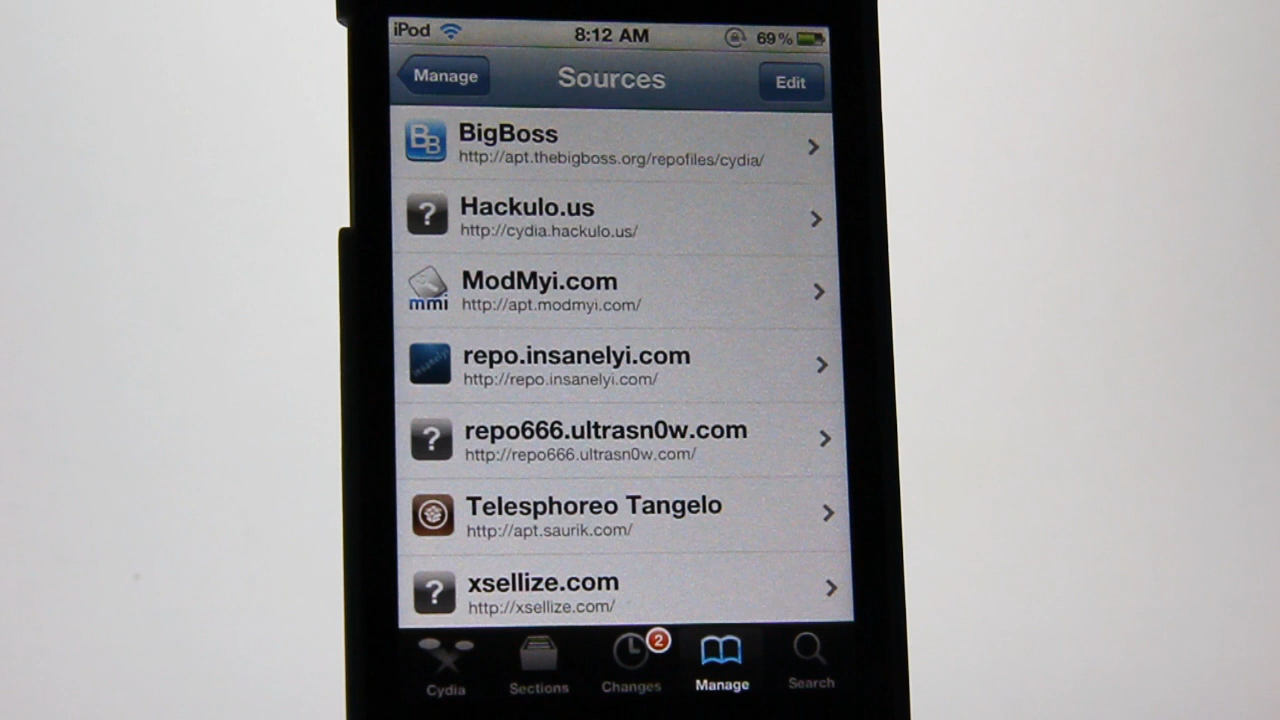 iPod 8:12 AM 69%
Manage Sources Edit
BB BigBoss
http://apt.thebigboss.org/repofiles/cydia/
? Hackulo.us
http://cydia.hackulo.us/
ModMyi.com
mmi http://apt.modmyi.com/
insanelyi repo.insanelyi.com
http://repo.insanelyi.com/
? repo666.ultrasn0w.com
http://repo666.ultrasn0w.com/
Telesphoreo Tangelo
http://apt.saurik.com/
? xsellize.com
http://xsellize.com/
2
Cydia Sections Changes Manage Search